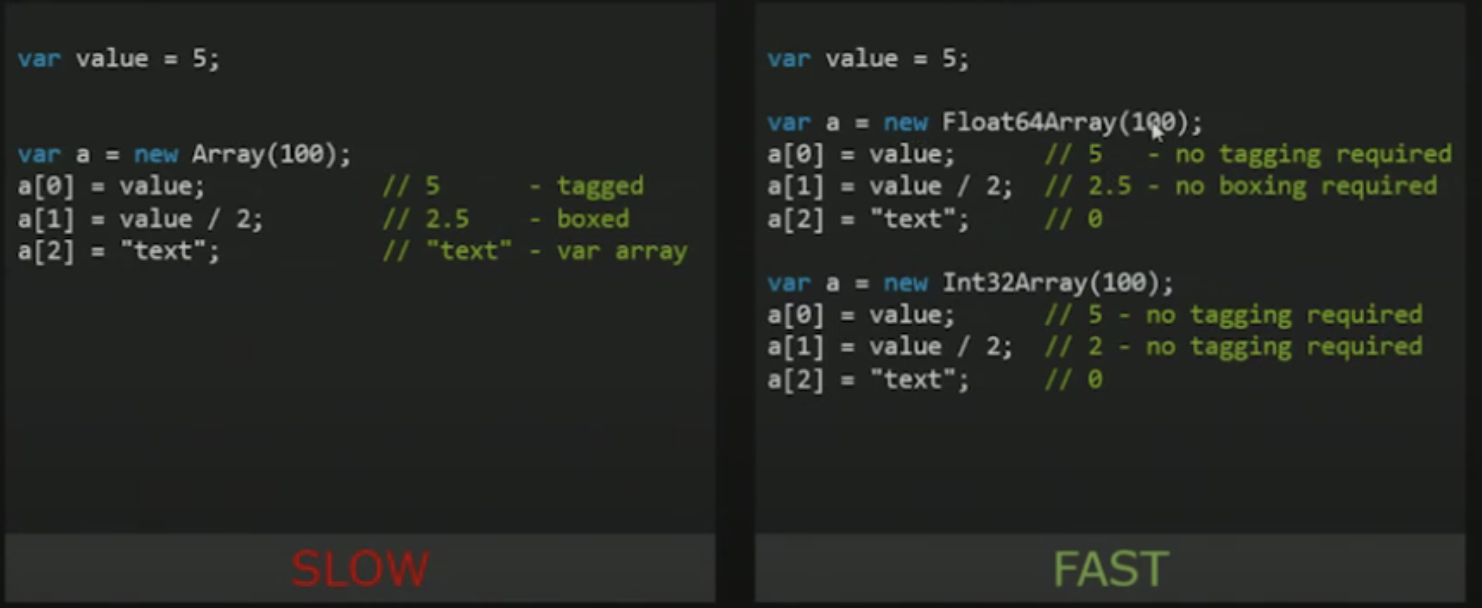 var value = 5;
var a = new Array(100);
a[0] = value; // 5 - tagged
a[1] = value / 2; // 2.5 - boxed
a[2] = "text"; // "text" - var array
SLOW
var value = 5;
var a = new Float64Array(100);
a[0] = value; // 5 - no tagging required
a[1] = value / 2; // 2.5 - no boxing required
a[2] = "text"; // 0
var a = new Int32Array(100);
a[0] = value; // 5 - no tagging required
a[1] = value / 2; // 2 - no tagging required
a[2] = "text"; // 0
FAST